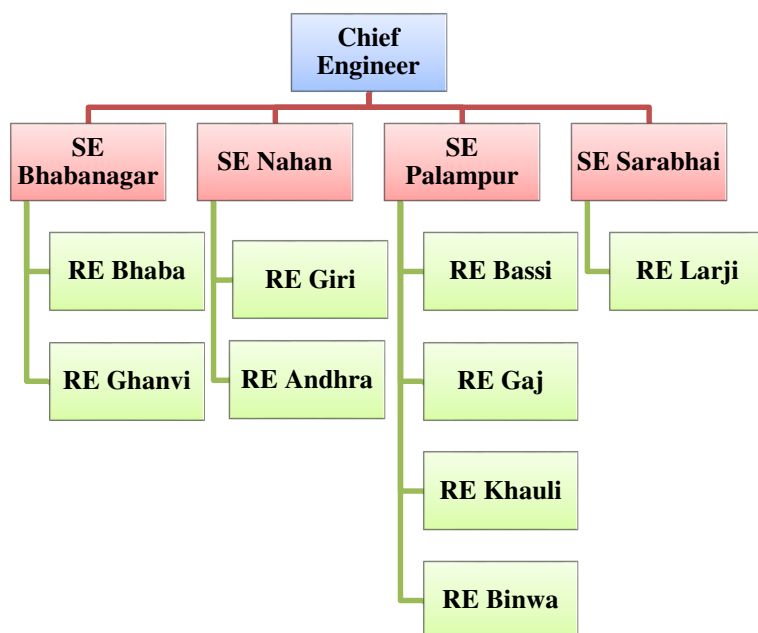 Chief
Engineer
SE
Bhabanagar
SE Nahan
SE
Palampur
SE Sarabhai
RE Bhaba
RE Giri
RE Bassi
RE Larji
RE Ghanvi
RE Andhra
RE Gaj
RE Khauli
RE Binwa